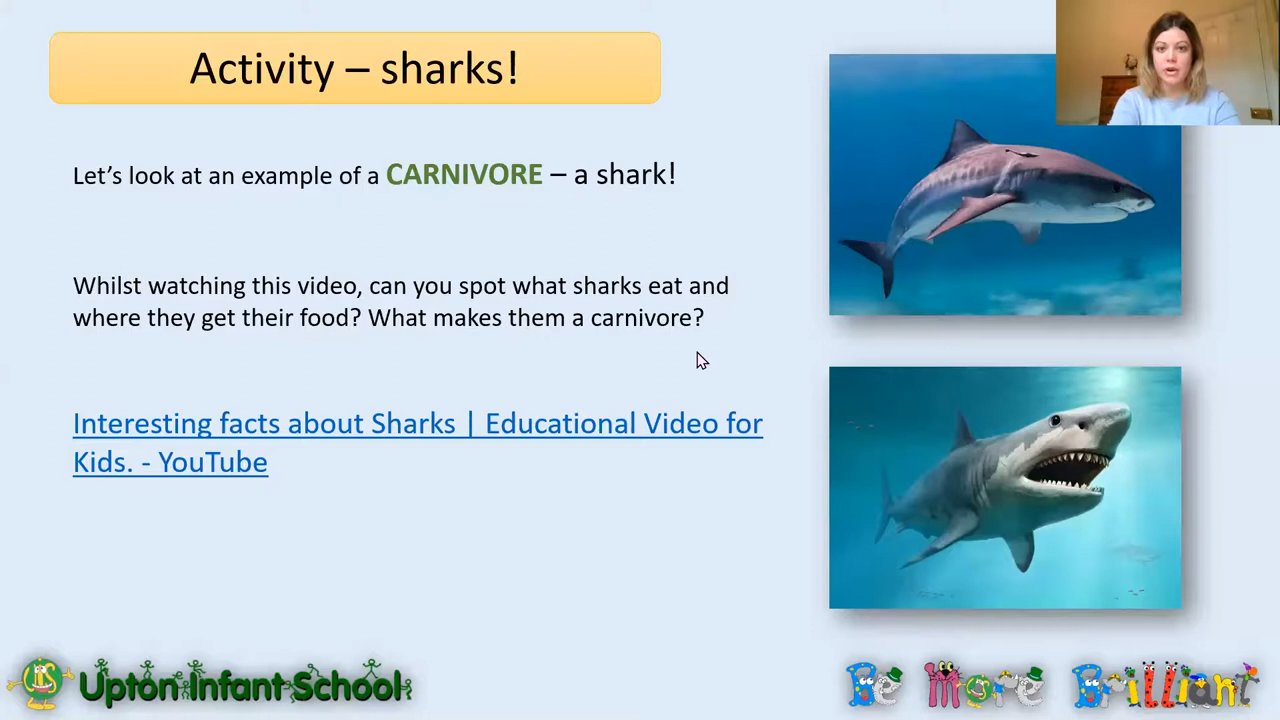 Activity – sharks!
Let's look at an example of a CARNIVORE – a shark!
Whilst watching this video, can you spot what sharks eat and
where they get their food? What makes them a carnivore?
Interesting facts about Sharks | Educational Video for
Kids. - YouTube
UIS Upton Infant School
Be More Brilliant